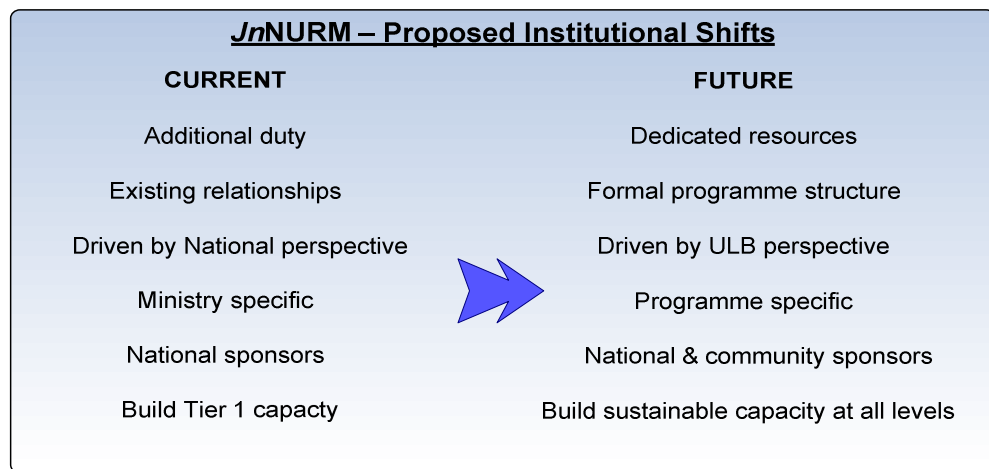 JnNURM – Proposed Institutional Shifts
CURRENT FUTURE
Additional duty Dedicated resources
Existing relationships Formal programme structure
Driven by National perspective Driven by ULB perspective
Ministry specific Programme specific
National sponsors National & community sponsors
Build Tier 1 capacty Build sustainable capacity at all levels